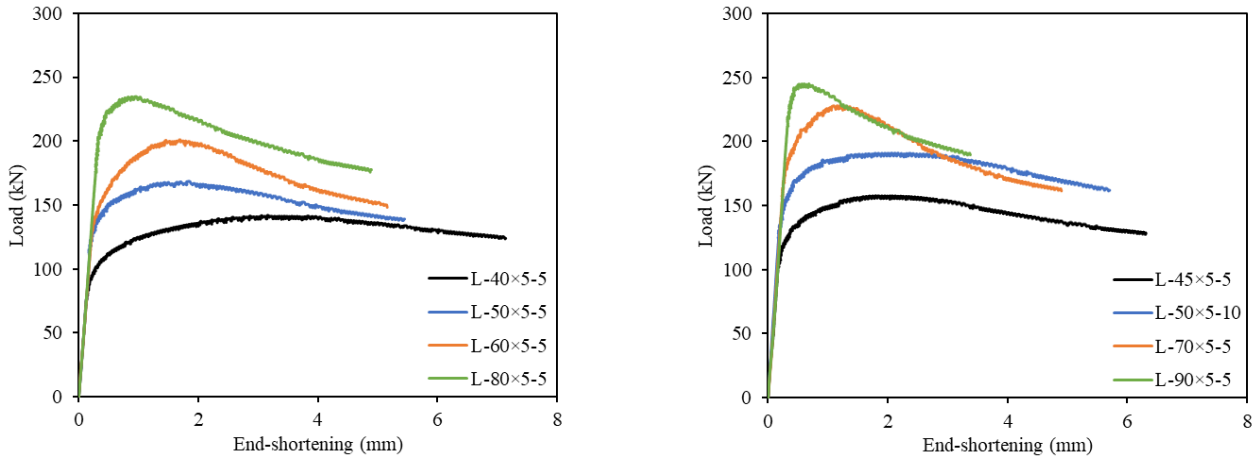 300
250
200
150
100
50
0
Load (kN)
0 2 4 6 8
End-shortening (mm)
L-40×5-5
L-50×5-5
L-60×5-5
L-80×5-5
300
250
200
150
100
50
0
Load (kN)
0 2 4 6 8
End-shortening (mm)
L-45×5-5
L-50×5-10
L-70×5-5
L-90×5-5